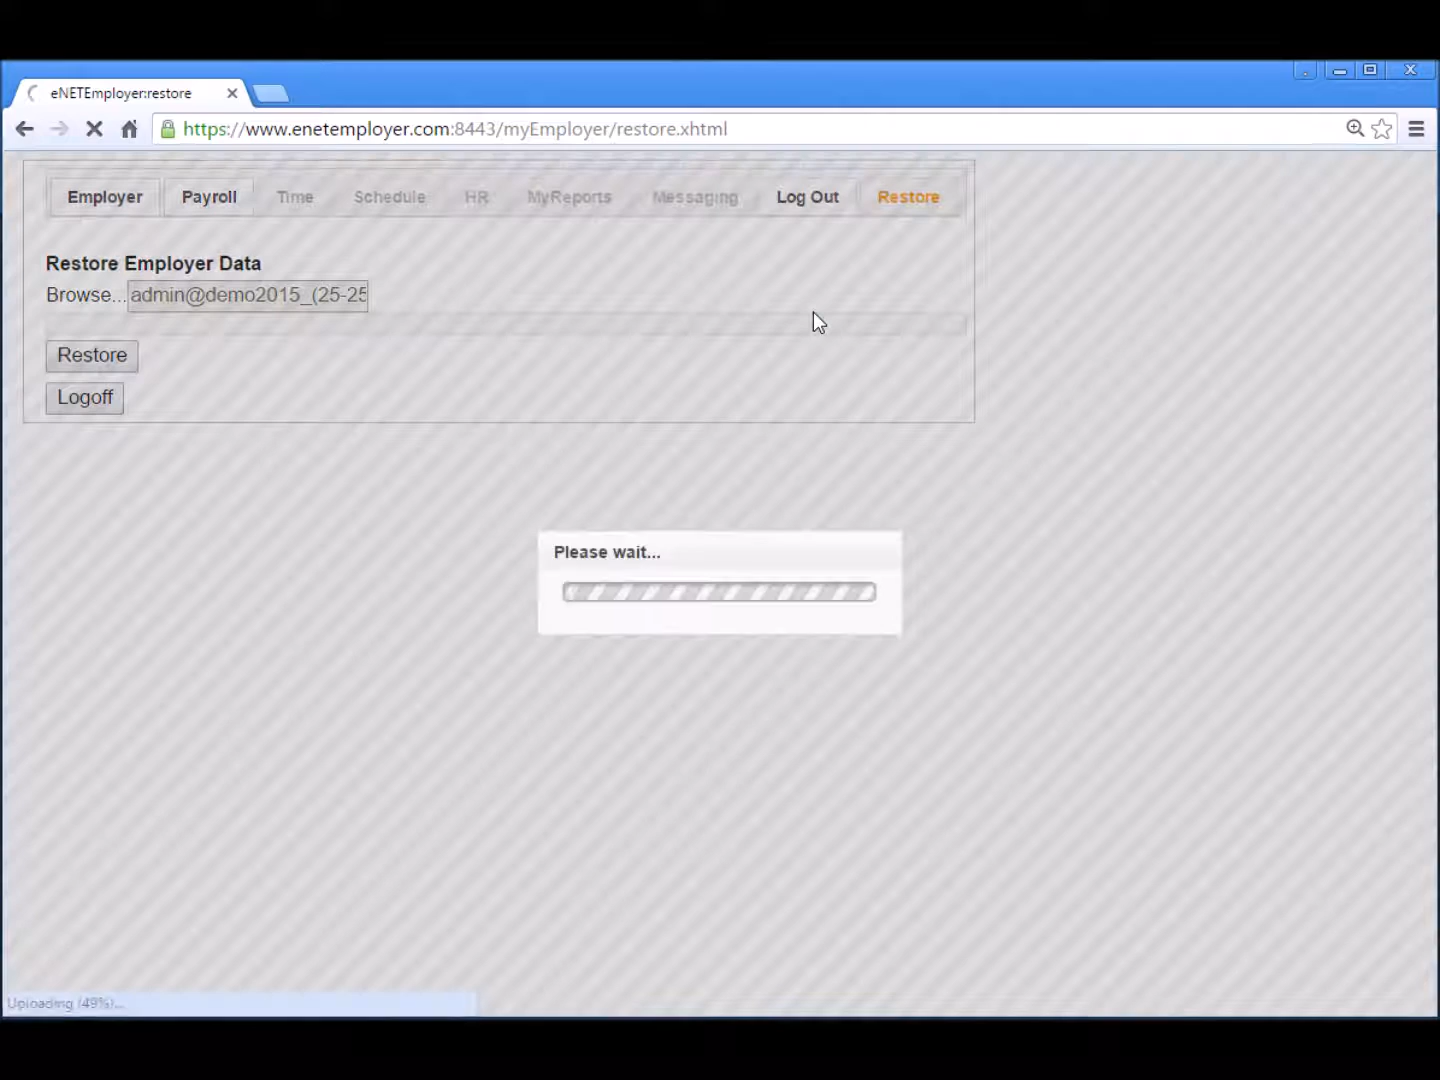 eNETEmployer:restore
https://www.enetemployer.com:8443/myEmployer/restore.xhtml
Employer Payroll Time Schedule HR MyReports Messaging Log Out Restore
Restore Employer Data
Browse... admin@demo2015_(25-25
Restore
Logoff
Please wait...
Uploading (49%)...